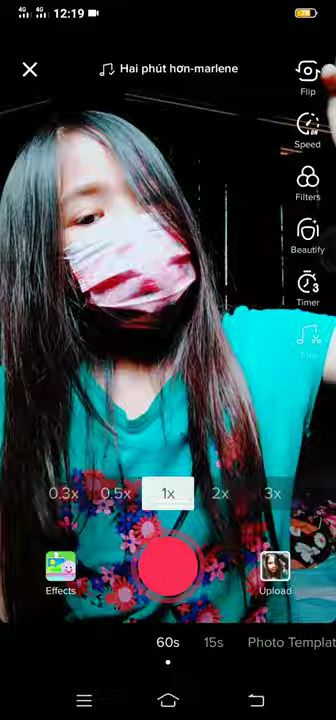 12:19
Hai phút hơn-marlene
Flip
Speed
Filters
Beautify
Timer
0.3x 0.5x 1x 2x 3x
Effects
Upload
60s 15s Photo Templat